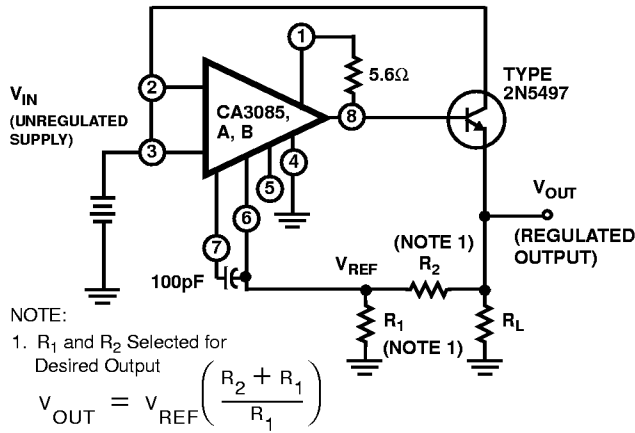 1
5.6Ω
TYPE
2N5497
2
V_IN
(UNREGULATED
SUPPLY)
CA3085,
A, B
8
3
4
5
6
7
V_OUT
(REGULATED
OUTPUT)
100pF
V_REF
(NOTE 1)
R_2
R_1
(NOTE 1)
R_L
NOTE:
1. R_1 and R_2 Selected for
Desired Output
V_OUT = V_REF ( (R_2 + R_1) / R_1 )